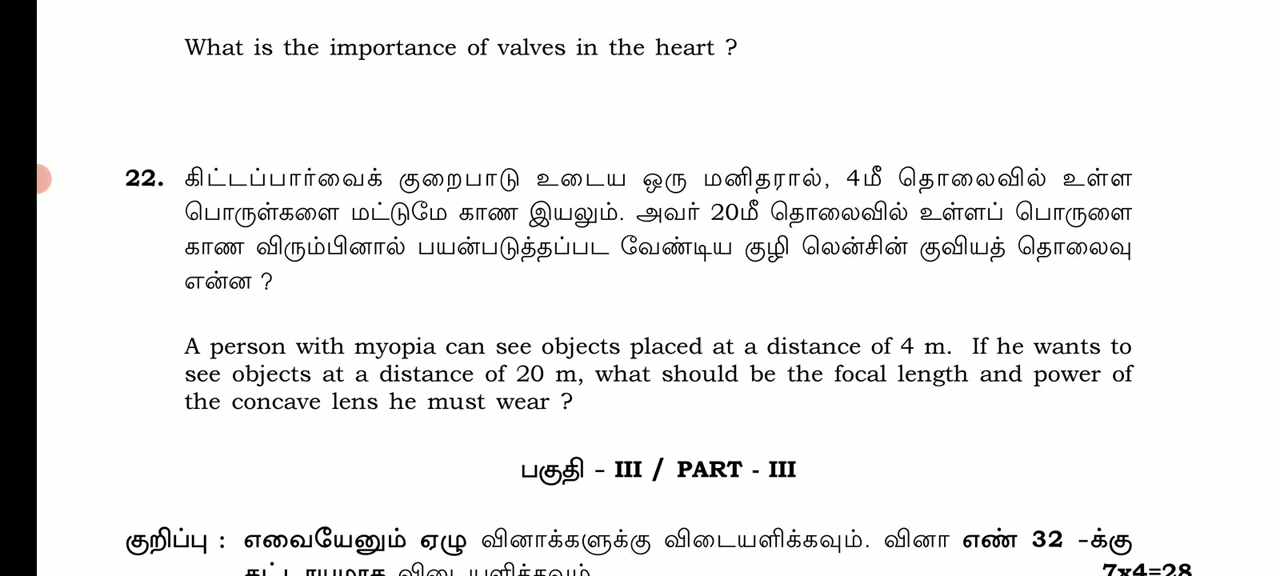 What is the importance of valves in the heart ?
22. கிட்டப்பார்வைக் குறைபாடு உடைய ஒரு மனிதரால், 4மீ தொலைவில் உள்ள
பொருள்களை மட்டுமே காண இயலும். அவர் 20மீ தொலைவில் உள்ளப் பொருளை
காண விரும்பினால் பயன்படுத்தப்பட வேண்டிய குழி லென்சின் குவியத் தொலைவு
என்ன ?
A person with myopia can see objects placed at a distance of 4 m. If he wants to
see objects at a distance of 20 m, what should be the focal length and power of
the concave lens he must wear ?
பகுதி - III / PART - III
குறிப்பு : எவையேனும் ஏழு வினாக்களுக்கு விடையளிக்கவும். வினா எண் 32 -க்கு
கட்டாயமாக விடையளிக்கவும். 7x4=28